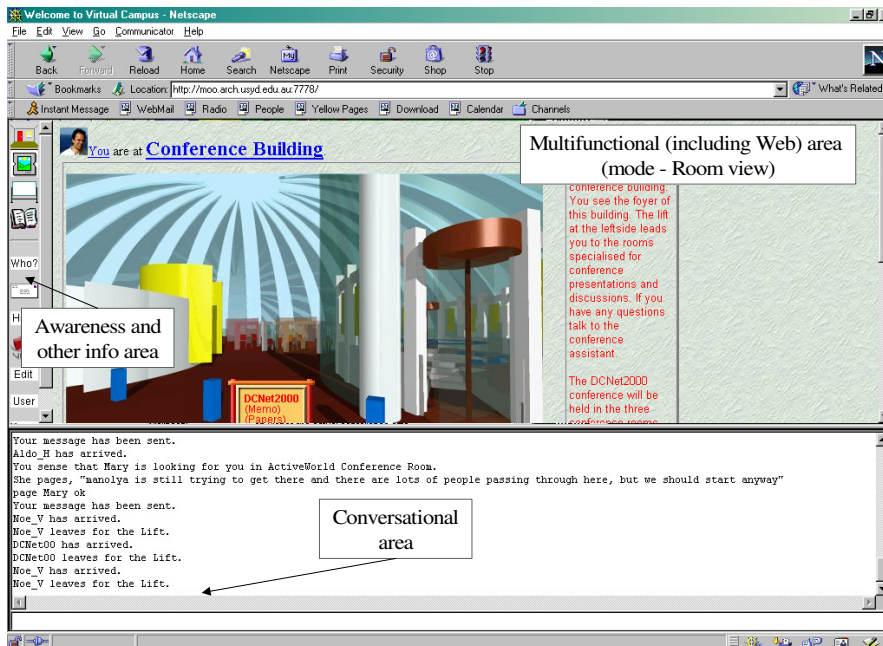 Welcome to Virtual Campus - Netscape
File Edit View Go Communicator Help
Back Forward Reload Home Search Netscape Print Security Shop Stop
My
N
Bookmarks Location: http://moo.arch.usyd.edu.au:7778/ What's Related
Instant Message WebMail Radio People Yellow Pages Download Calendar Channels
You are at Conference Building
Multifunctional (including Web) area
(mode - Room view)
conference building.
You see the foyer of
this building. The lift
at the leftside leads
you to the rooms
specialised for
conference
presentations and
discussions. If you
have any questions
talk to the
conference
assistant.
The DCNet2000
conference will be
held in the three
conference rooms
Who?
H
Awareness and
other info area
Edit
User
DCNet2000
(Memo)
(Papers)
Your message has been sent.
Aldo_H has arrived.
You sense that Mary is looking for you in ActiveWorld Conference Room.
She pages, "manolya is still trying to get there and there are lots of people passing through here, but we should start anyway"
page Mary ok
Your message has been sent.
Noe_V has arrived.
Noe_V leaves for the Lift.
DCNet00 has arrived.
DCNet00 leaves for the Lift.
Noe_V has arrived.
Noe_V leaves for the Lift.
Conversational
area